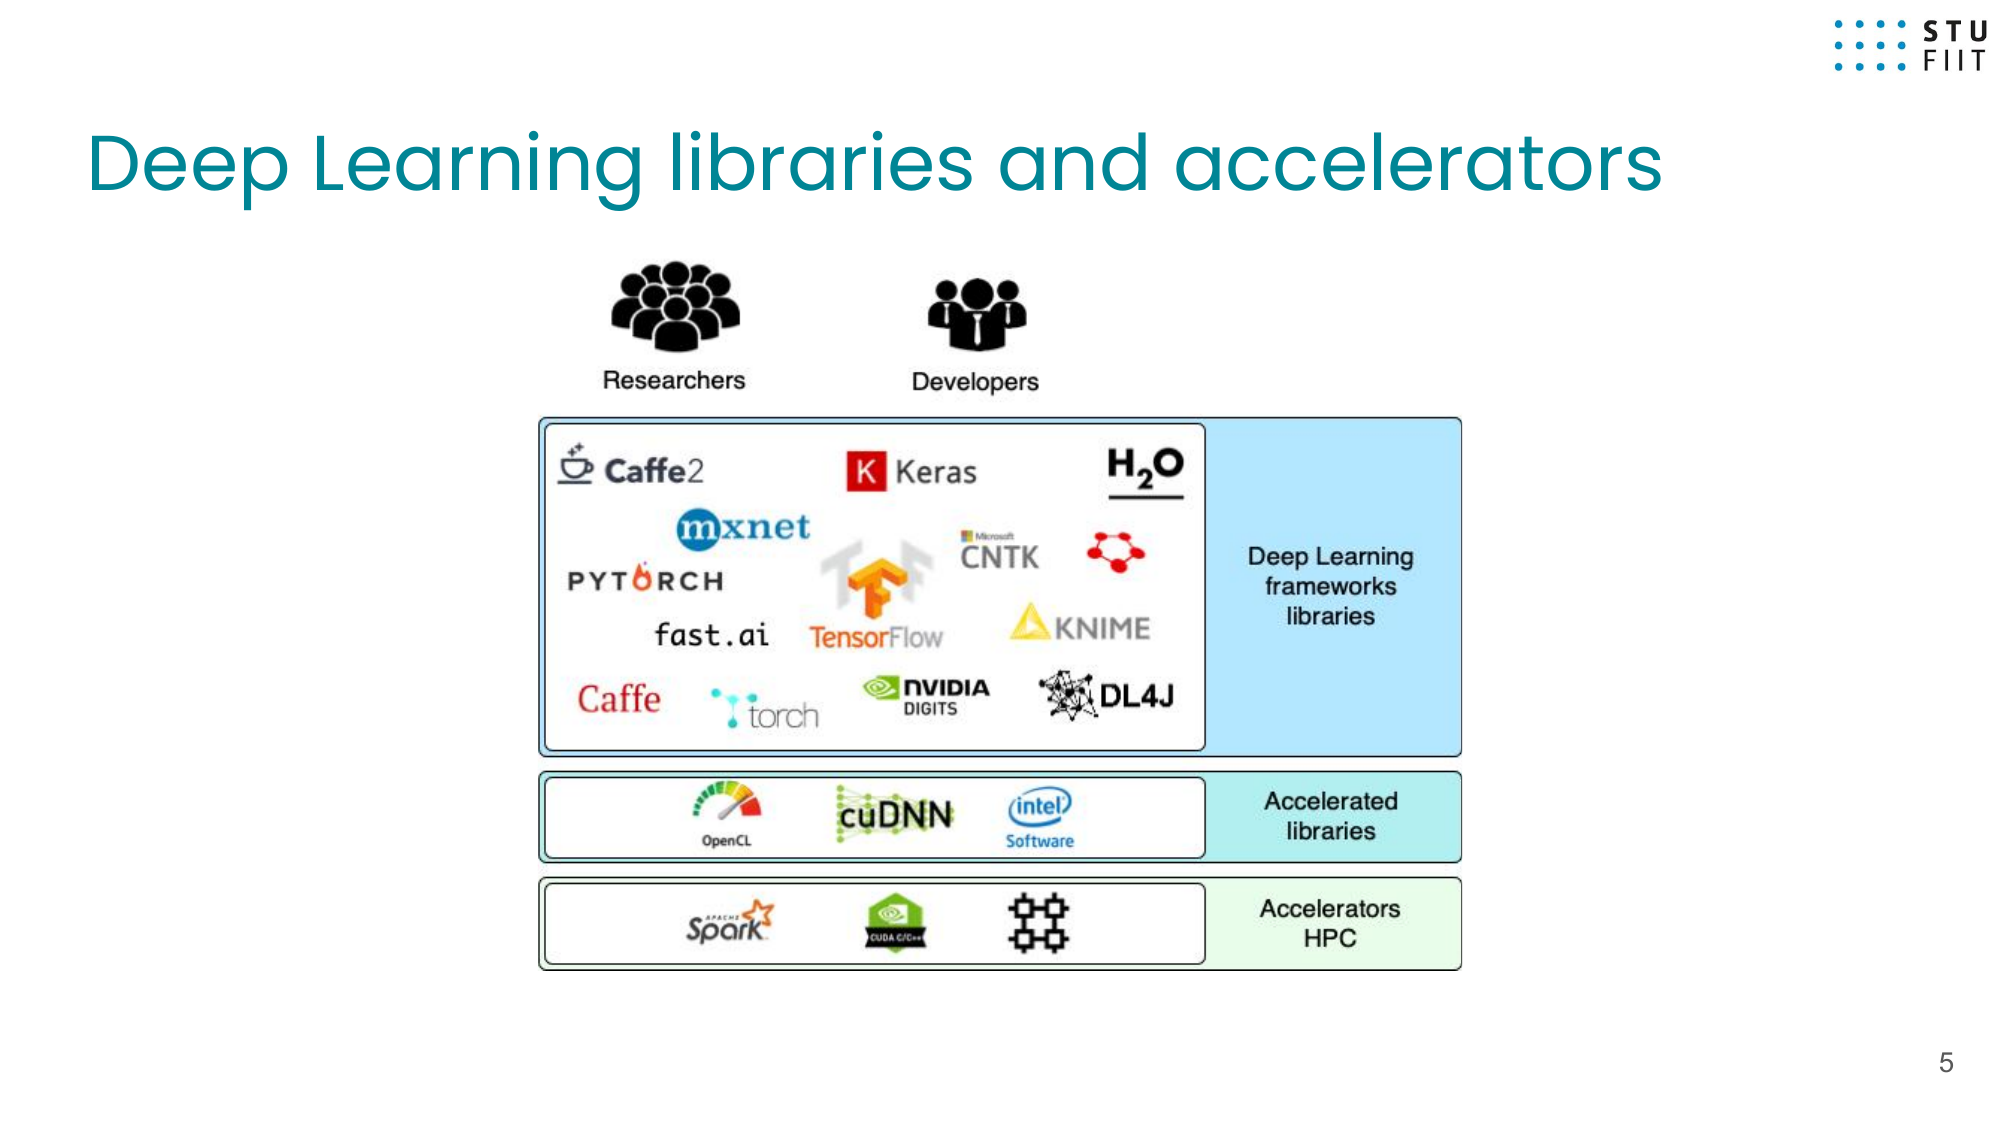 STU
FIIT
Deep Learning libraries and accelerators
Researchers
Developers
Caffe2
K Keras
H2O
mxnet
Microsoft
CNTK
PYTORCH
fast.ai
TensorFlow
KNIME
Caffe
torch
NVIDIA
DIGITS
DL4J
Deep Learning
frameworks
libraries
OpenCL
cuDNN
intel
Software
Accelerated
libraries
APACHE
Spark
CUDA C/C++
Accelerators
HPC
5